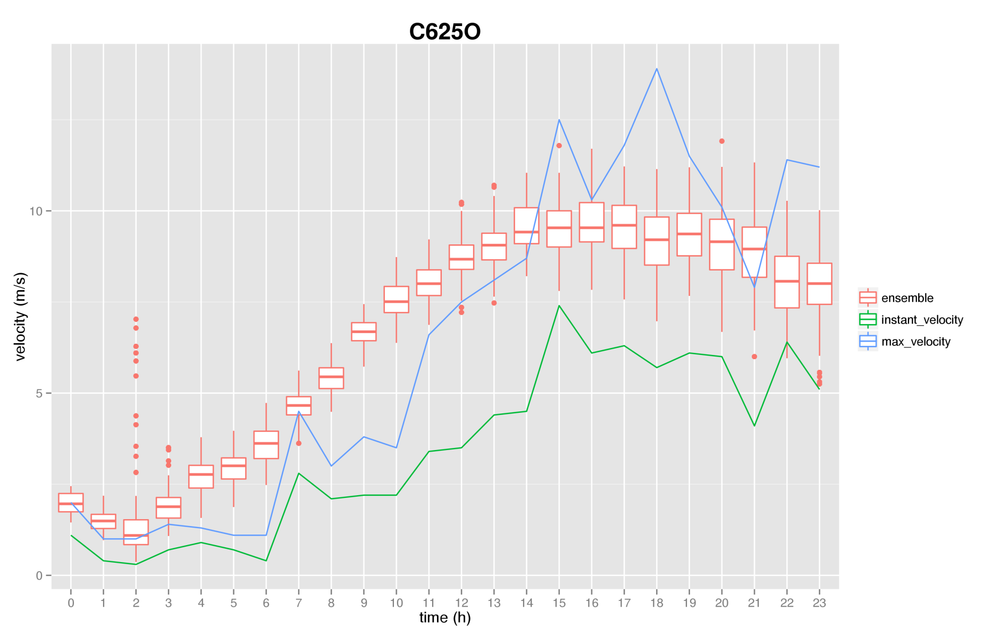 C625O
velocity (m/s)
10
5
0
0 1 2 3 4 5 6 7 8 9 10 11 12 13 14 15 16 17 18 19 20 21 22 23
time (h)
ensemble
instant_velocity
max_velocity